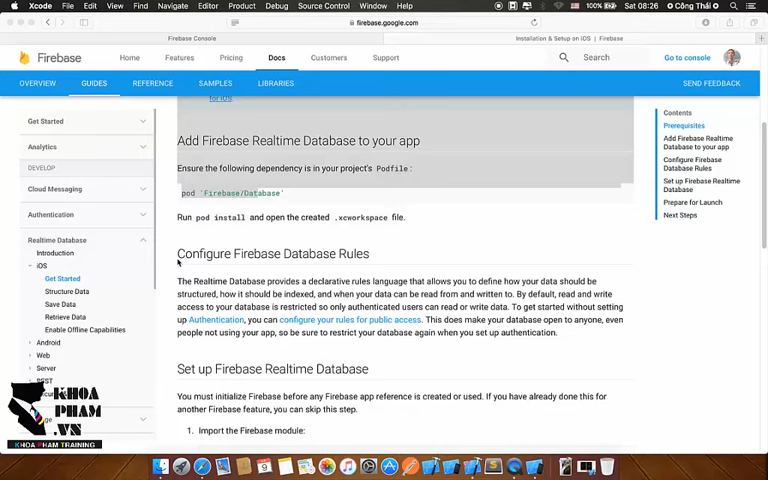 Xcode File Edit View Find Navigate Editor Product Debug Source Control Window 100% Sat 08:26 Công Thái
firebase.google.com
Firebase Console
Installation & Setup on iOS | Firebase
Firebase Home Features Pricing Docs Customers Support Search Go to console
OVERVIEW GUIDES REFERENCE SAMPLES LIBRARIES SEND FEEDBACK
Get Started
Analytics
DEVELOP
Cloud Messaging
Authentication
Realtime Database
Introduction
iOS
Get Started
Structure Data
Save Data
Retrieve Data
Enable Offline Capabilities
Android
Web
Server
for iOS.
Add Firebase Realtime Database to your app
Ensure the following dependency is in your project's Podfile:
pod 'Firebase/Database'
Run pod install and open the created .xcworkspace file.
Configure Firebase Database Rules
The Realtime Database provides a declarative rules language that allows you to define how your data should be
structured, how it should be indexed, and when your data can be read from and written to. By default, read and write
access to your database is restricted so only authenticated users can read or write data. To get started without setting
up Authentication, you can configure your rules for public access. This does make your database open to anyone, even
people not using your app, so be sure to restrict your database again when you set up authentication.
Set up Firebase Realtime Database
You must initialize Firebase before any Firebase app reference is created or used. If you have already done this for
another Firebase feature, you can skip this step.
1. Import the Firebase module:
Contents
Prerequisites
Add Firebase Realtime
Database to your app
Configure Firebase
Database Rules
Set up Firebase Realtime
Database
Prepare for Launch
Next Steps
KHOA
PHAM
.VN
KHOA PHAM TRAINING